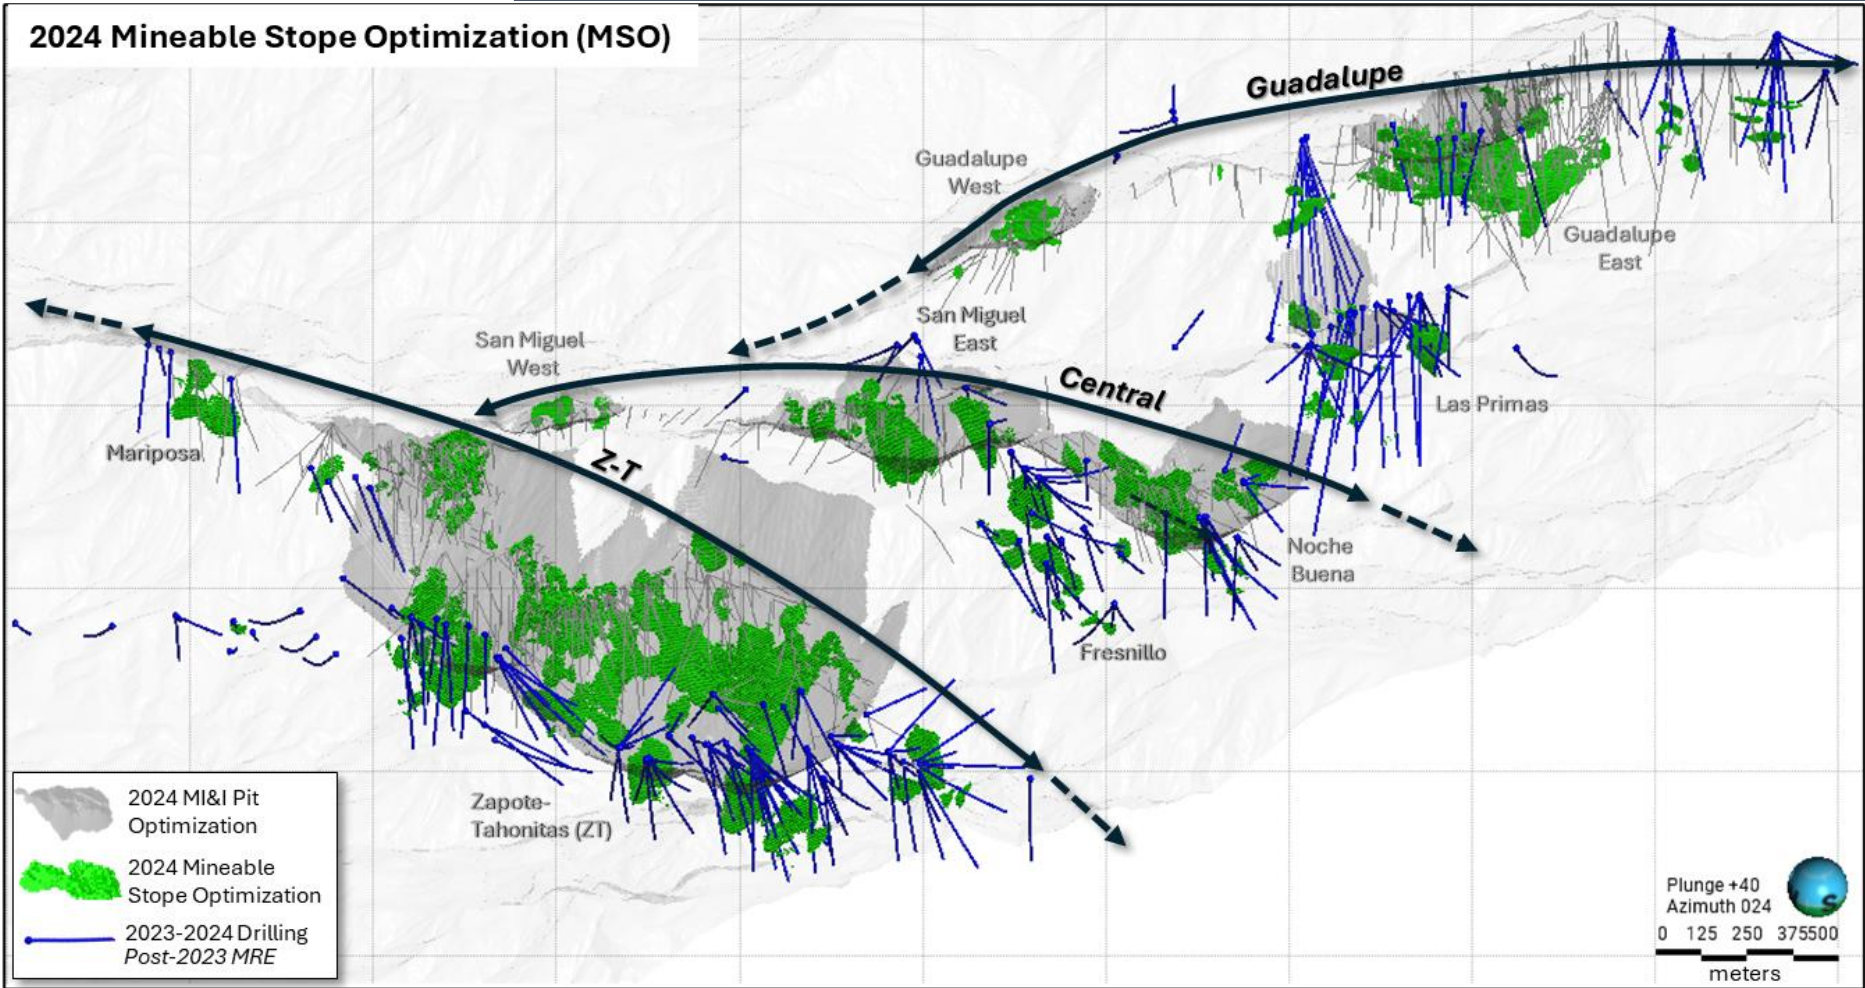 2024 Mineable Stope Optimization (MSO)
Guadalupe
Guadalupe
West
Guadalupe
East
San Miguel
East
San Miguel
West
Central
Las Primas
Mariposa
Z-T
Noche
Buena
Fresnillo
Zapote-
Tahonitas (ZT)
2024 MI&I Pit
Optimization
2024 Mineable
Stope Optimization
2023-2024 Drilling
Post-2023 MRE
Plunge +40
Azimuth 024
S
0 125 250 375500
meters